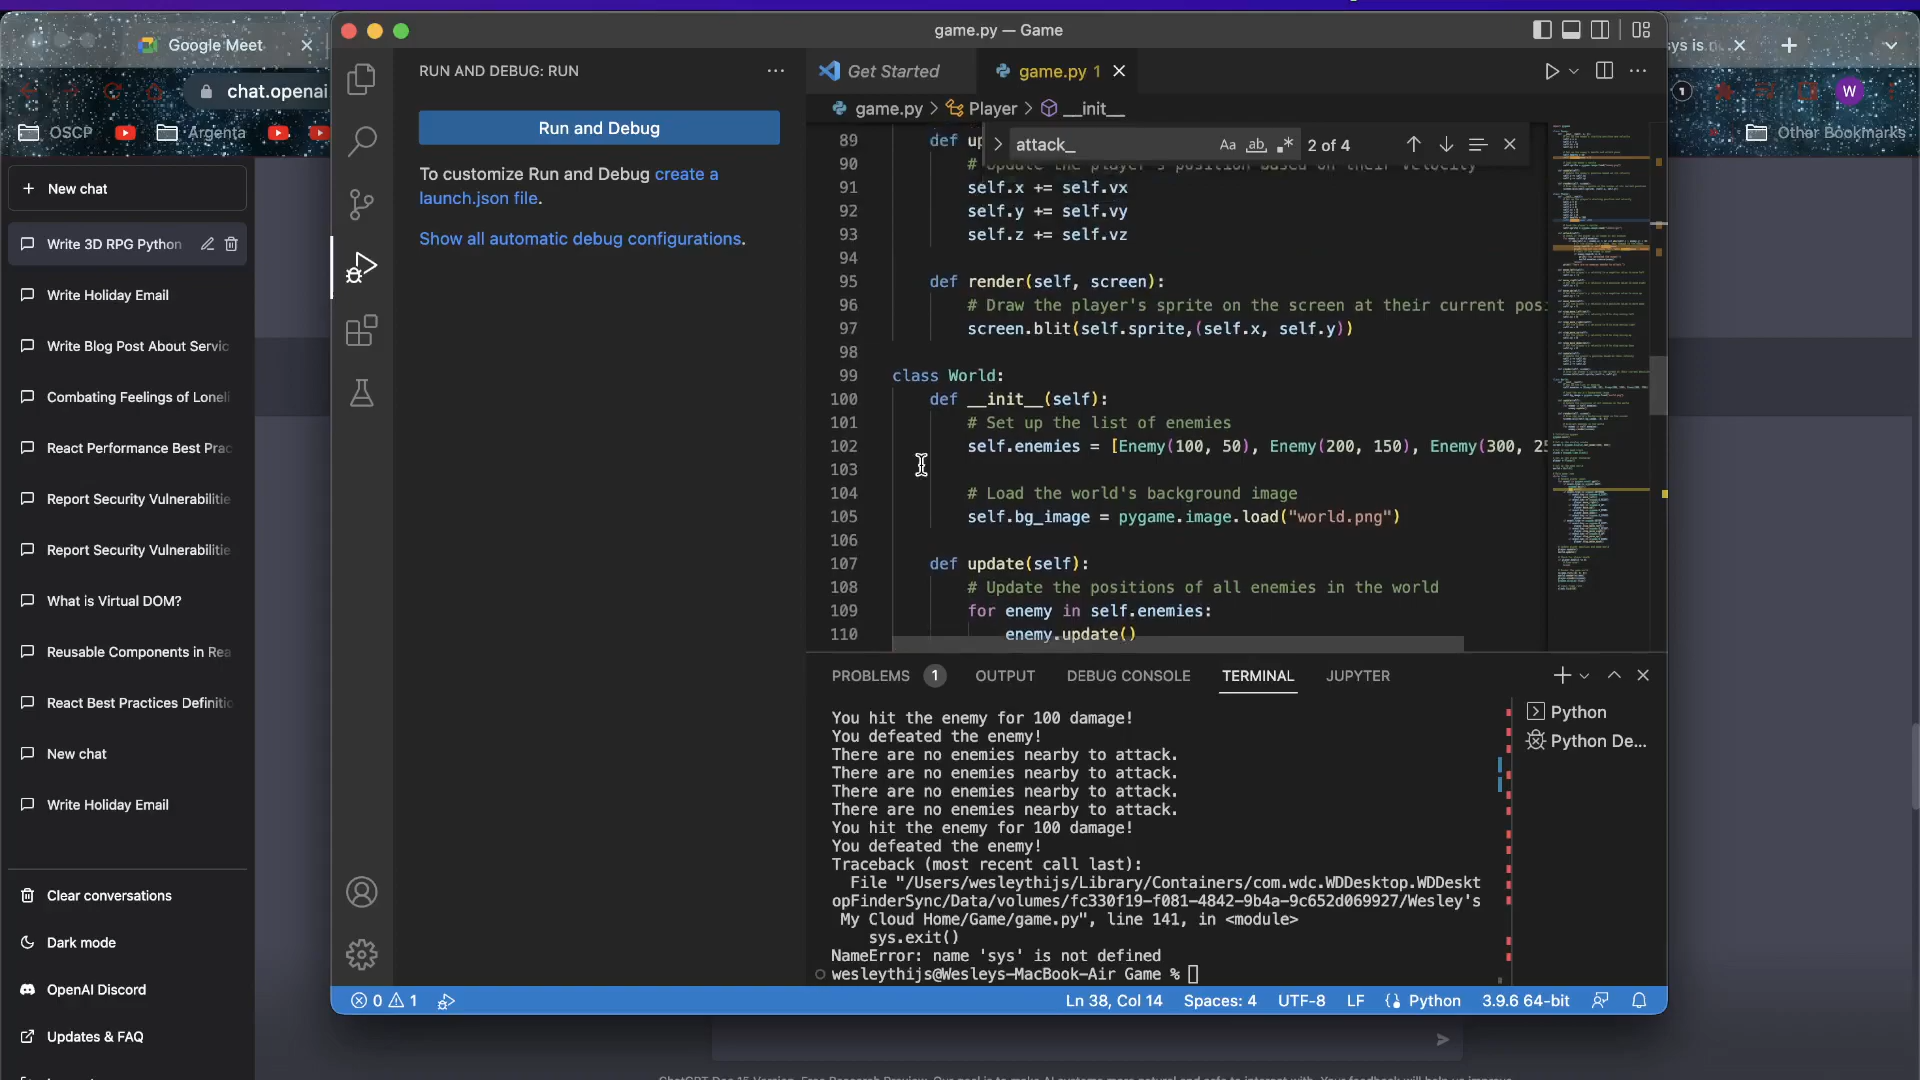 Google Meet
game.py — Game
sys is
chat.openai
1
W
OSCP
Argenta
Other Bookmarks
New chat
Write 3D RPG Python
Write Holiday Email
Write Blog Post About Servic
Combating Feelings of Loneli
React Performance Best Prac
Report Security Vulnerabilitie
Report Security Vulnerabilitie
What is Virtual DOM?
Reusable Components in Rea
React Best Practices Definitio
New chat
Write Holiday Email
Clear conversations
Dark mode
OpenAI Discord
Updates & FAQ
RUN AND DEBUG: RUN
Run and Debug
To customize Run and Debug create a
launch.json file.
Show all automatic debug configurations.
Get Started
game.py 1
game.py > Player > __init__
attack_
Aa
ab
2 of 4
89 def up
90 # Update the player's position based on their velocity
91 self.x += self.vx
92 self.y += self.vy
93 self.z += self.vz
94
95 def render(self, screen):
96 # Draw the player's sprite on the screen at their current pos
97 screen.blit(self.sprite,(self.x, self.y))
98
99 class World:
100 def __init__(self):
101 # Set up the list of enemies
102 self.enemies = [Enemy(100, 50), Enemy(200, 150), Enemy(300, 25
103
104 # Load the world's background image
105 self.bg_image = pygame.image.load("world.png")
106
107 def update(self):
108 # Update the positions of all enemies in the world
109 for enemy in self.enemies:
110 enemy.update()
PROBLEMS 1 OUTPUT DEBUG CONSOLE TERMINAL JUPYTER
You hit the enemy for 100 damage!
You defeated the enemy!
There are no enemies nearby to attack.
There are no enemies nearby to attack.
There are no enemies nearby to attack.
There are no enemies nearby to attack.
You hit the enemy for 100 damage!
You defeated the enemy!
Traceback (most recent call last):
File "/Users/wesleythijs/Library/Containers/com.wdc.WDDesktop.WDDeskt
opFinderSync/Data/volumes/fc330f19-f081-4842-9b4a-9c652d069927/Wesley's
My Cloud Home/Game/game.py", line 141, in <module>
sys.exit()
NameError: name 'sys' is not defined
wesleythijs@Wesleys-MacBook-Air Game %
Python
Python De...
0 1
Ln 38, Col 14 Spaces: 4 UTF-8 LF Python 3.9.6 64-bit